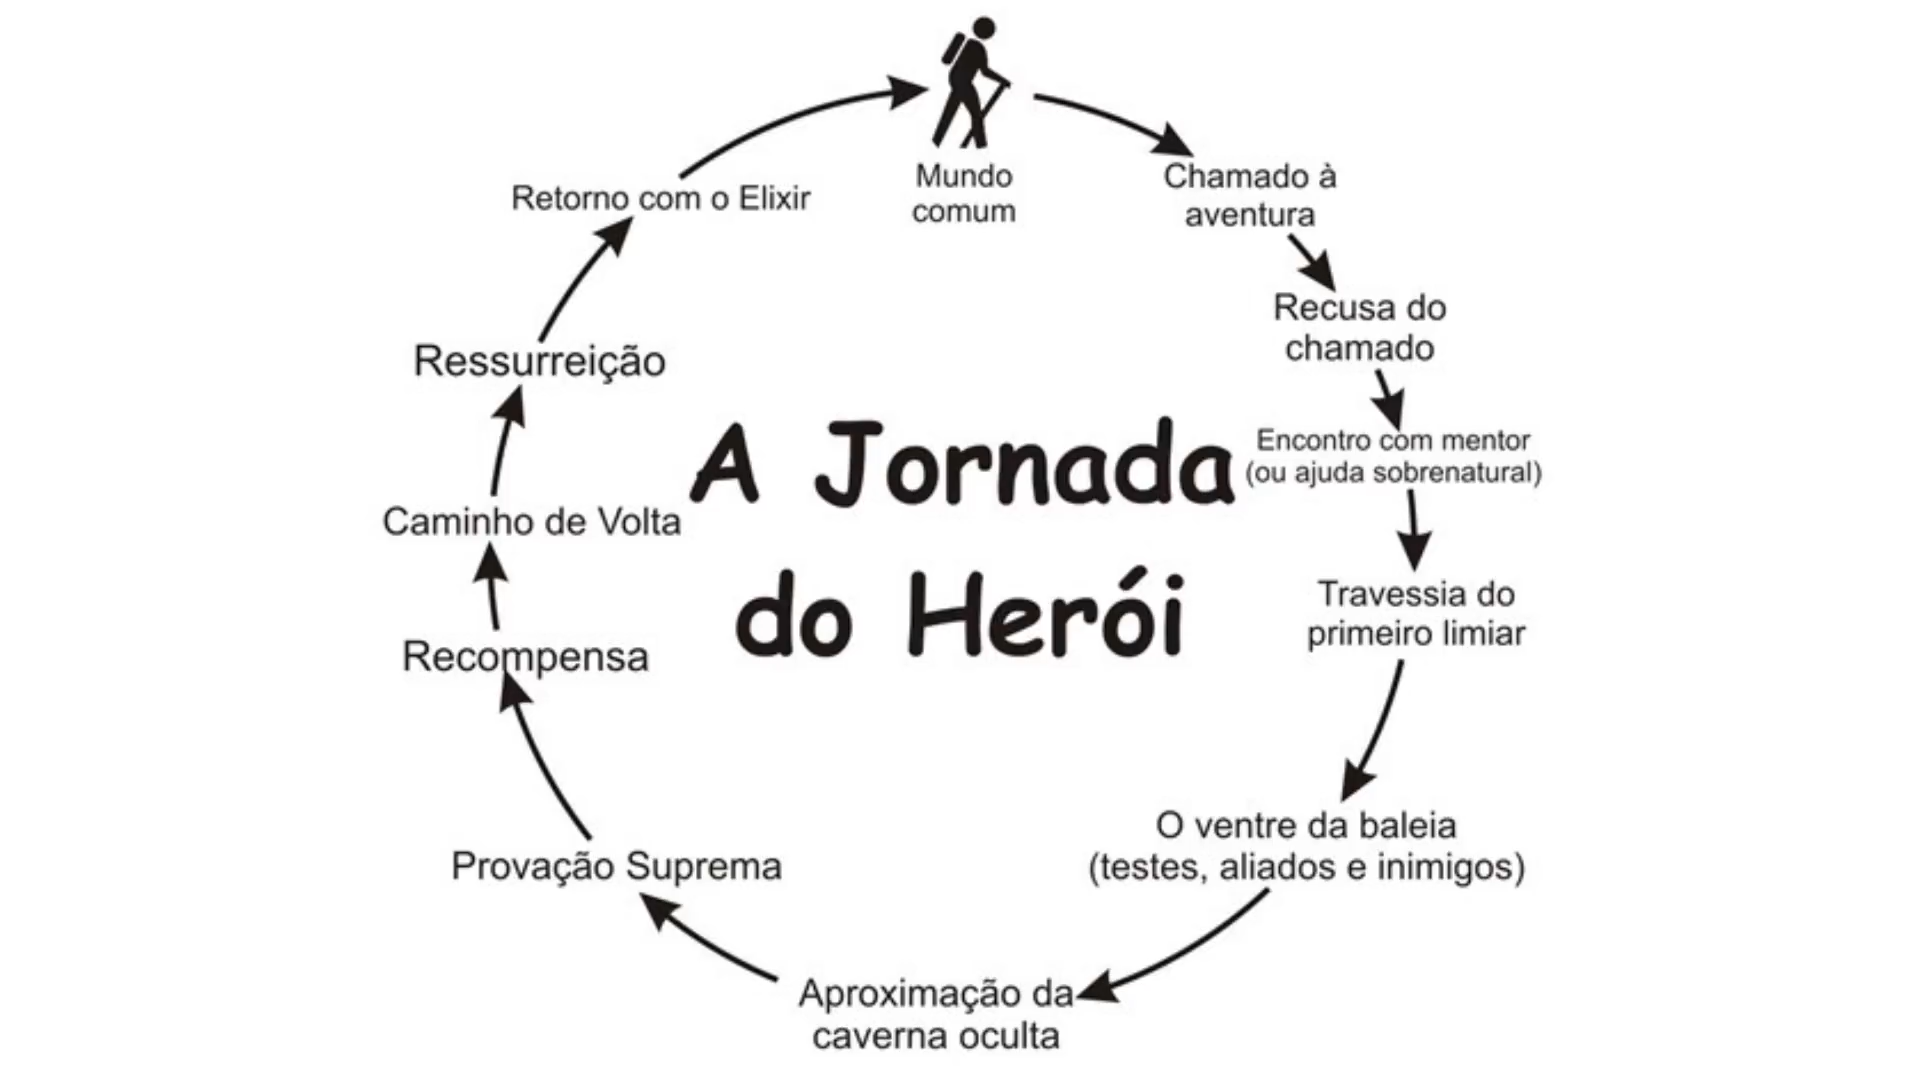 Mundo
comum
Chamado à
aventura
Recusa do
chamado
Encontro com mentor
(ou ajuda sobrenatural)
Travessia do
primeiro limiar
O ventre da baleia
(testes, aliados e inimigos)
Aproximação da
caverna oculta
Provação Suprema
Recompensa
Caminho de Volta
Ressurreição
Retorno com o Elixir
A Jornada
do Herói